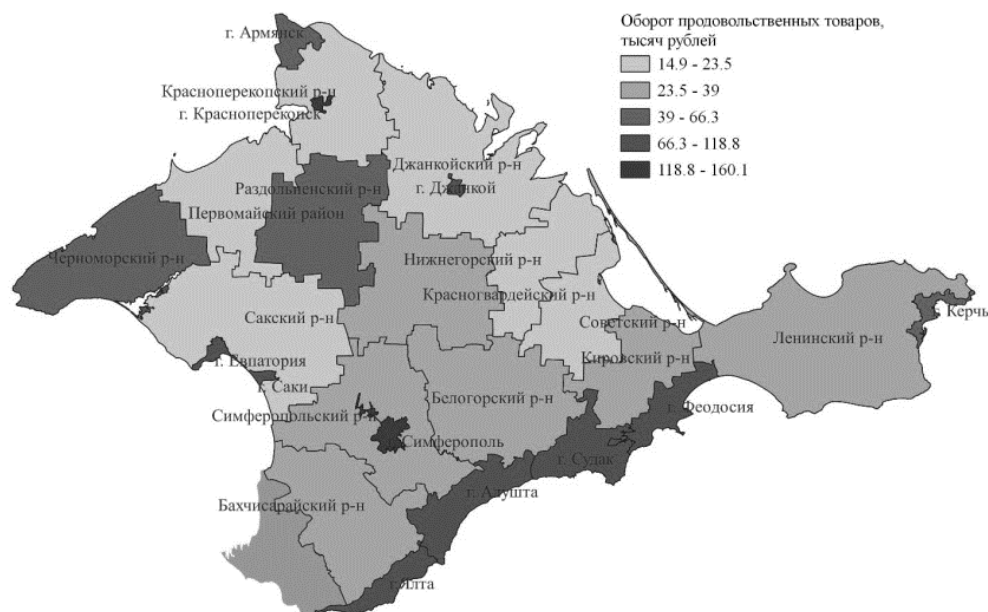 Оборот продовольственных товаров,
тысяч рублей
14.9 - 23.5
23.5 - 39
39 - 66.3
66.3 - 118.8
118.8 - 160.1
г. Армянск
Красноперекопский р-н
г. Красноперекопск
Джанкойский р-н
г. Джанкой
Раздольненский р-н
Первомайский район
Черноморский р-н
Нижнегорский р-н
Красногвардейский р-н
Сакский р-н
Советский р-н
Кировский р-н
Ленинский р-н
г. Керчь
г. Евпатория
г. Саки
Белогорский р-н
Симферопольский р-н
г. Феодосия
г. Симферополь
г. Судак
г. Алушта
Бахчисарайский р-н
г. Ялта